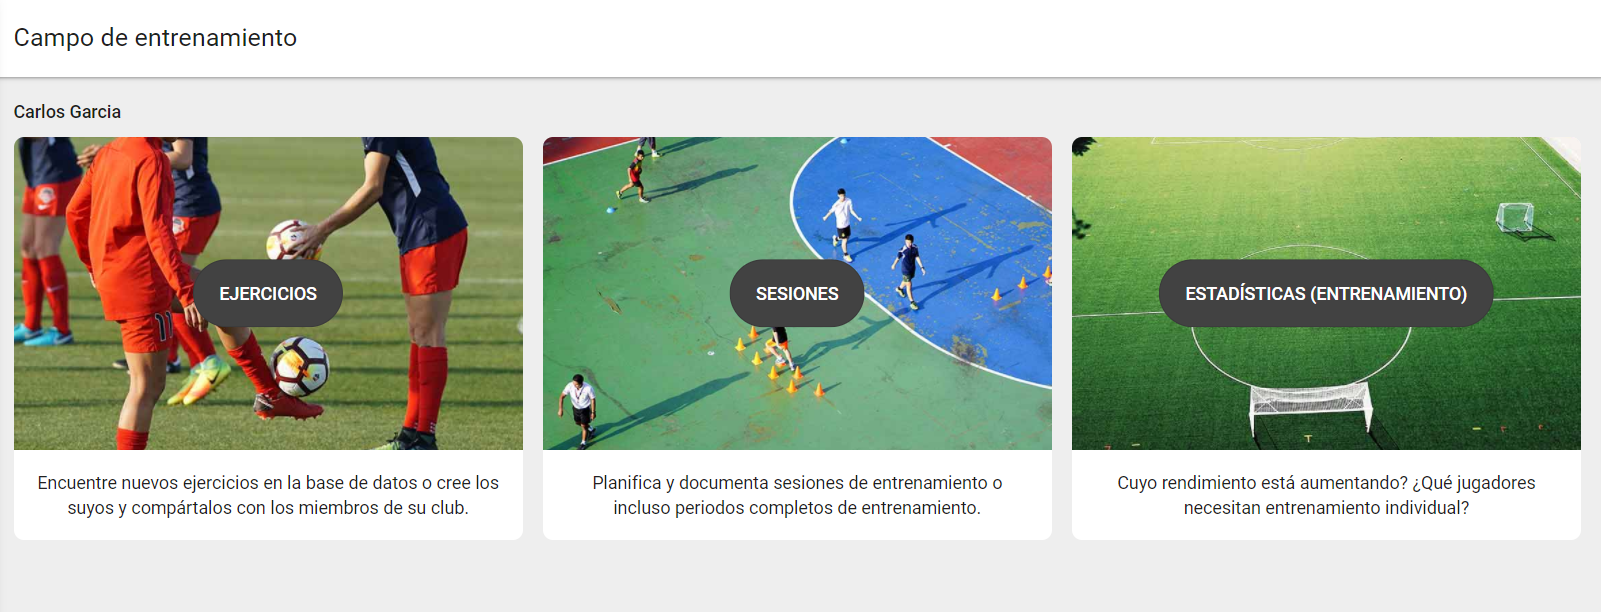 Campo de entrenamiento
Carlos Garcia
EJERCICIOS
Encuentre nuevos ejercicios en la base de datos o cree los
suyos y compártalos con los miembros de su club.
SESIONES
Planifica y documenta sesiones de entrenamiento o
incluso periodos completos de entrenamiento.
ESTADÍSTICAS (ENTRENAMIENTO)
Cuyo rendimiento está aumentando? ¿Qué jugadores
necesitan entrenamiento individual?